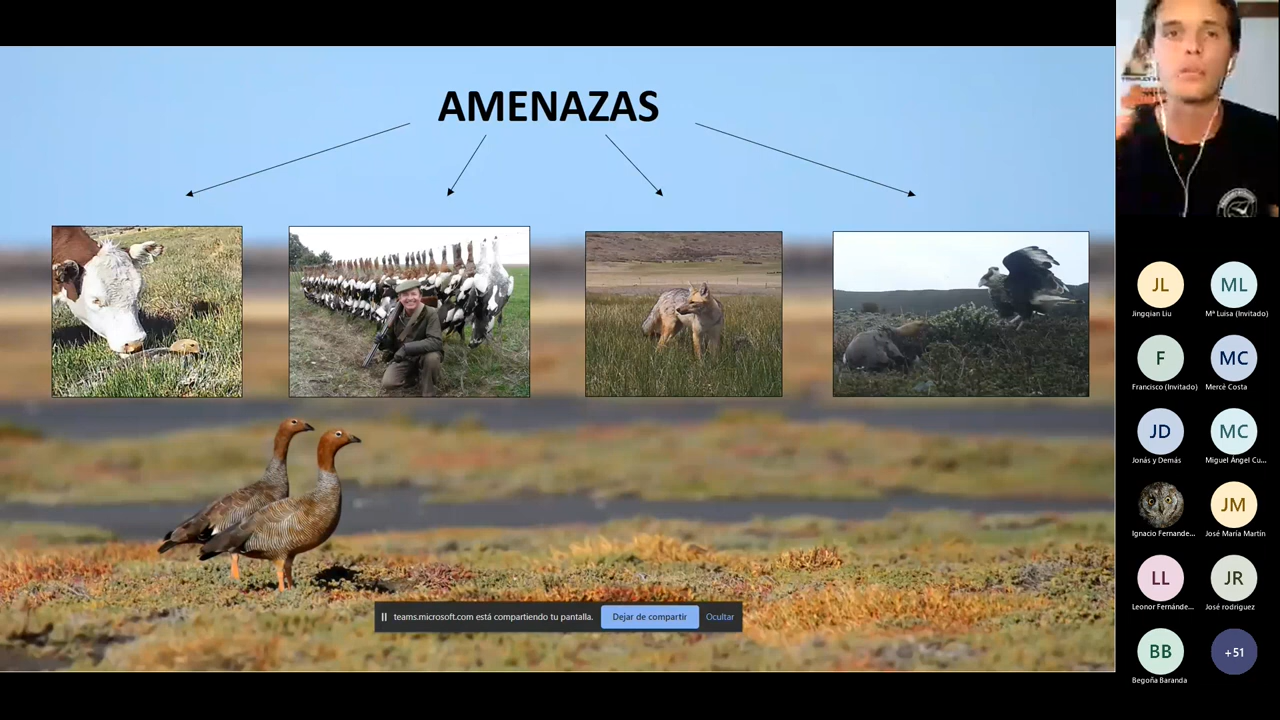 AMENAZAS
teams.microsoft.com está compartiendo tu pantalla.
Dejar de compartir
Ocultar
JL
Jingqian Liu
ML
Mª Luisa (Invitado)
F
Francisco (Invitado)
MC
Mercè Costa
JD
Jonás y Demás
MC
Miguel Ángel Cu...
Ignacio Fernande...
JM
José María Martín
LL
Leonor Fernánde...
JR
José rodriguez
BB
Begoña Baranda
+51